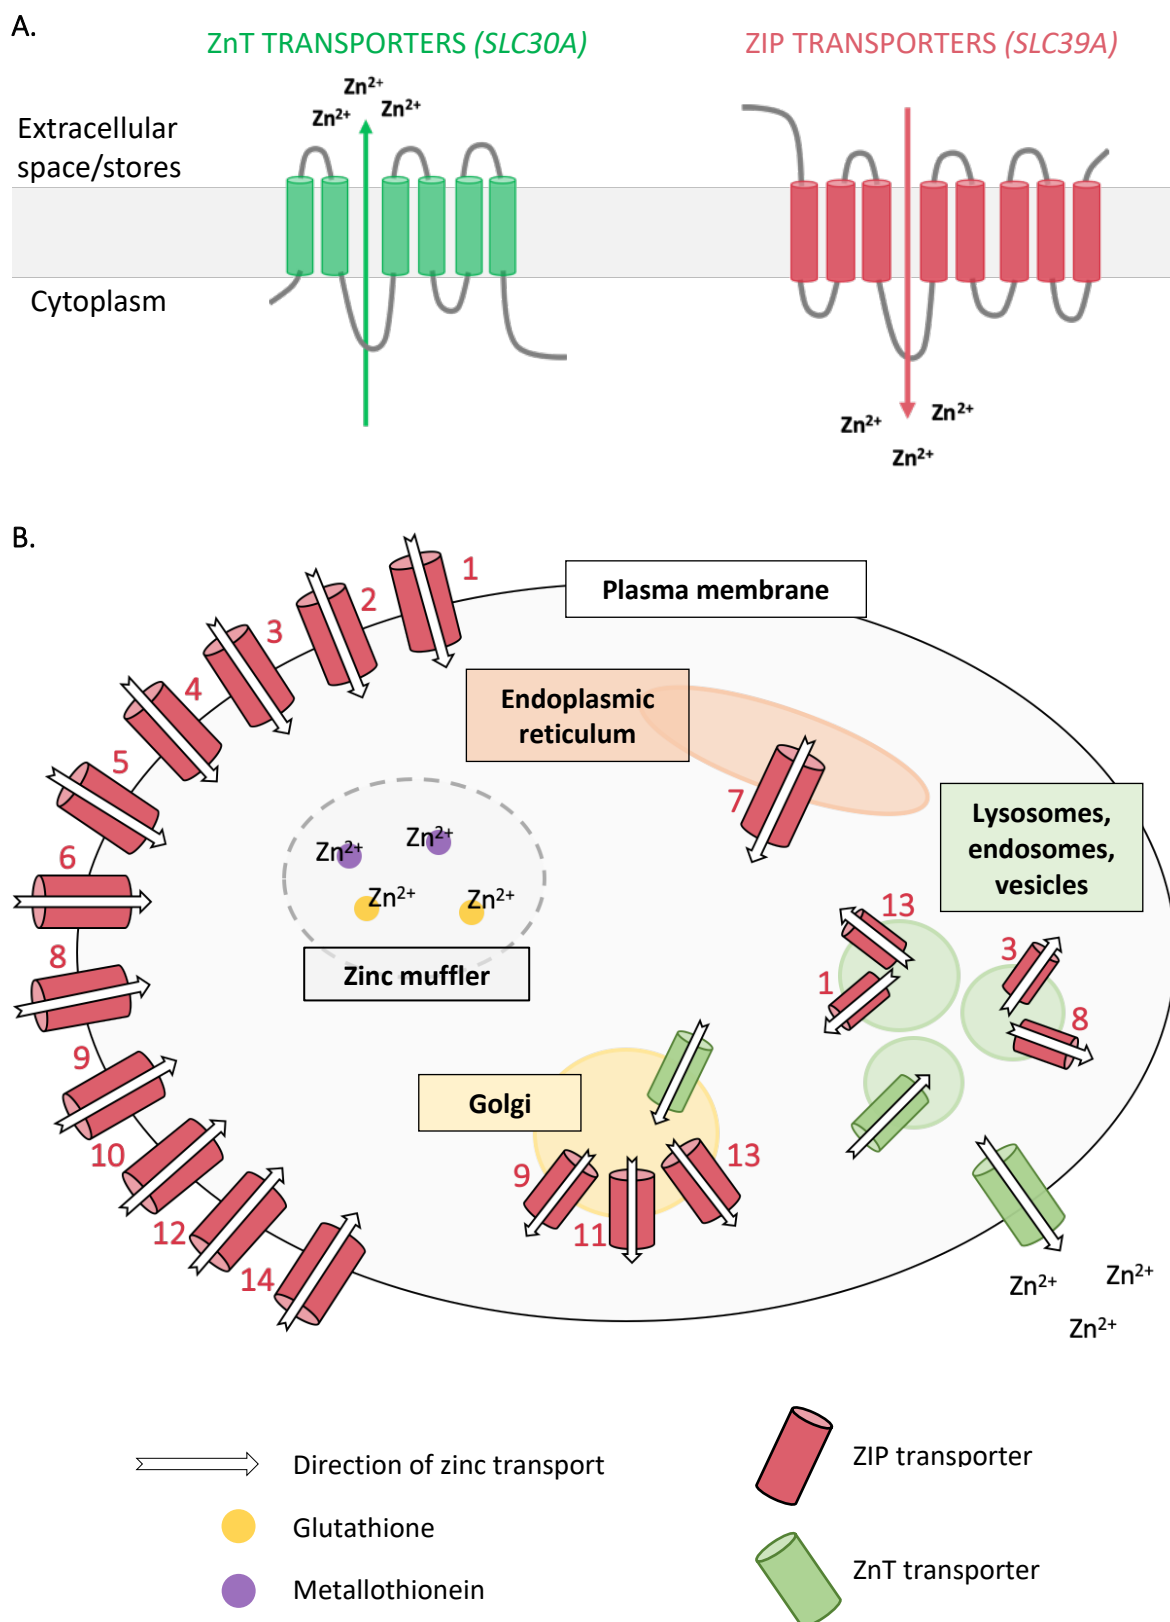 A.
ZnT TRANSPORTERS (SLC30A)
ZIP TRANSPORTERS (SLC39A)
Zn²⁺
Zn²⁺
Zn²⁺
Extracellular
space/stores
Cytoplasm
Zn²⁺
Zn²⁺
Zn²⁺
B.
1
2
3
4
5
6
8
9
10
12
14
Plasma membrane
Endoplasmic
reticulum
7
Lysosomes,
endosomes,
vesicles
Zn²⁺
Zn²⁺
Zn²⁺
Zn²⁺
Zinc muffler
13
1
3
8
Golgi
9
11
13
Zn²⁺
Zn²⁺
Zn²⁺
Direction of zinc transport
Glutathione
Metallothionein
ZIP transporter
ZnT transporter